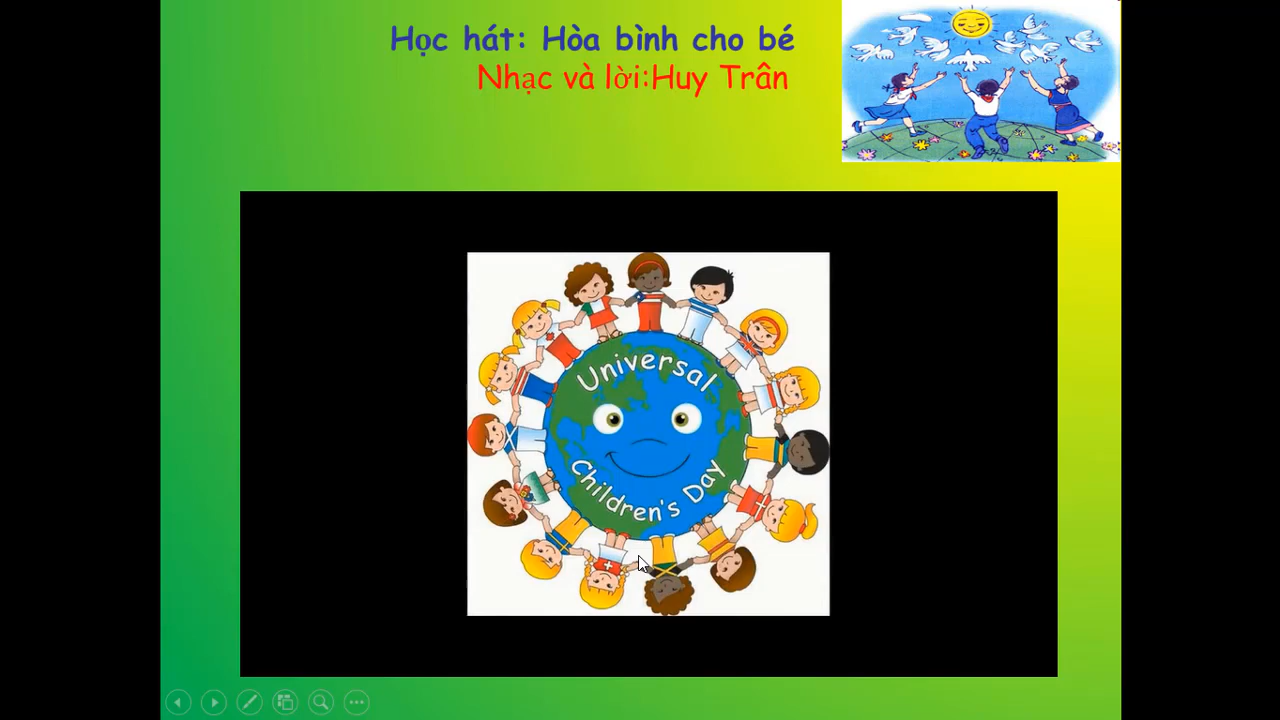 Học hát: Hòa bình cho bé
Nhạc và lời:Huy Trân
Universal
Children's Day